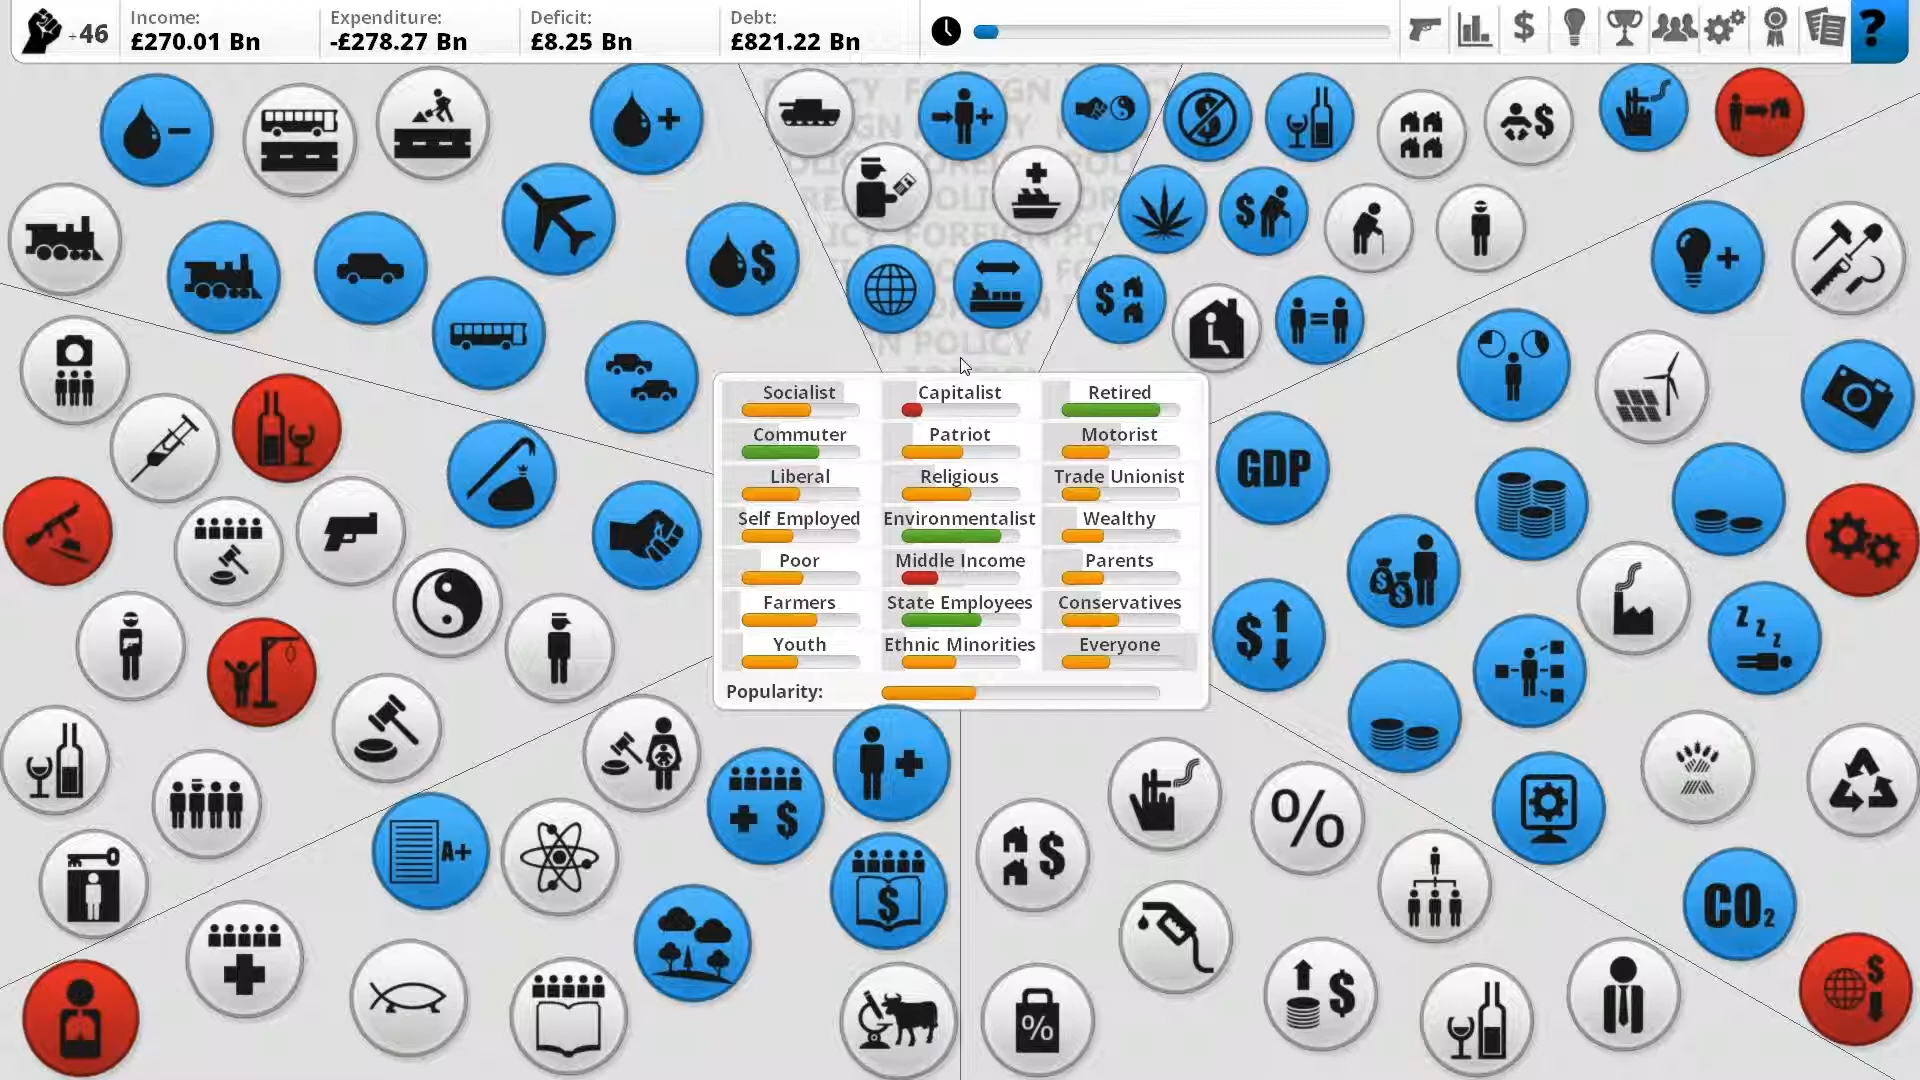 +46
Income:
£270.01 Bn
Expenditure:
-£278.27 Bn
Deficit:
£8.25 Bn
Debt:
£821.22 Bn
?
FOREIGN POLICY
$
$
$
$
$
A+
GDP
$
$ $
z z z
+ $
$
$
%
$
%
CO2
$
Socialist Capitalist Retired
Commuter Patriot Motorist
Liberal Religious Trade Unionist
Self Employed Environmentalist Wealthy
Poor Middle Income Parents
Farmers State Employees Conservatives
Youth Ethnic Minorities Everyone
Popularity: